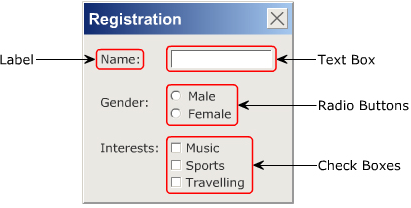 Registration
Label
Name:
Text Box
Gender:
Male
Female
Radio Buttons
Interests:
Music
Sports
Travelling
Check Boxes